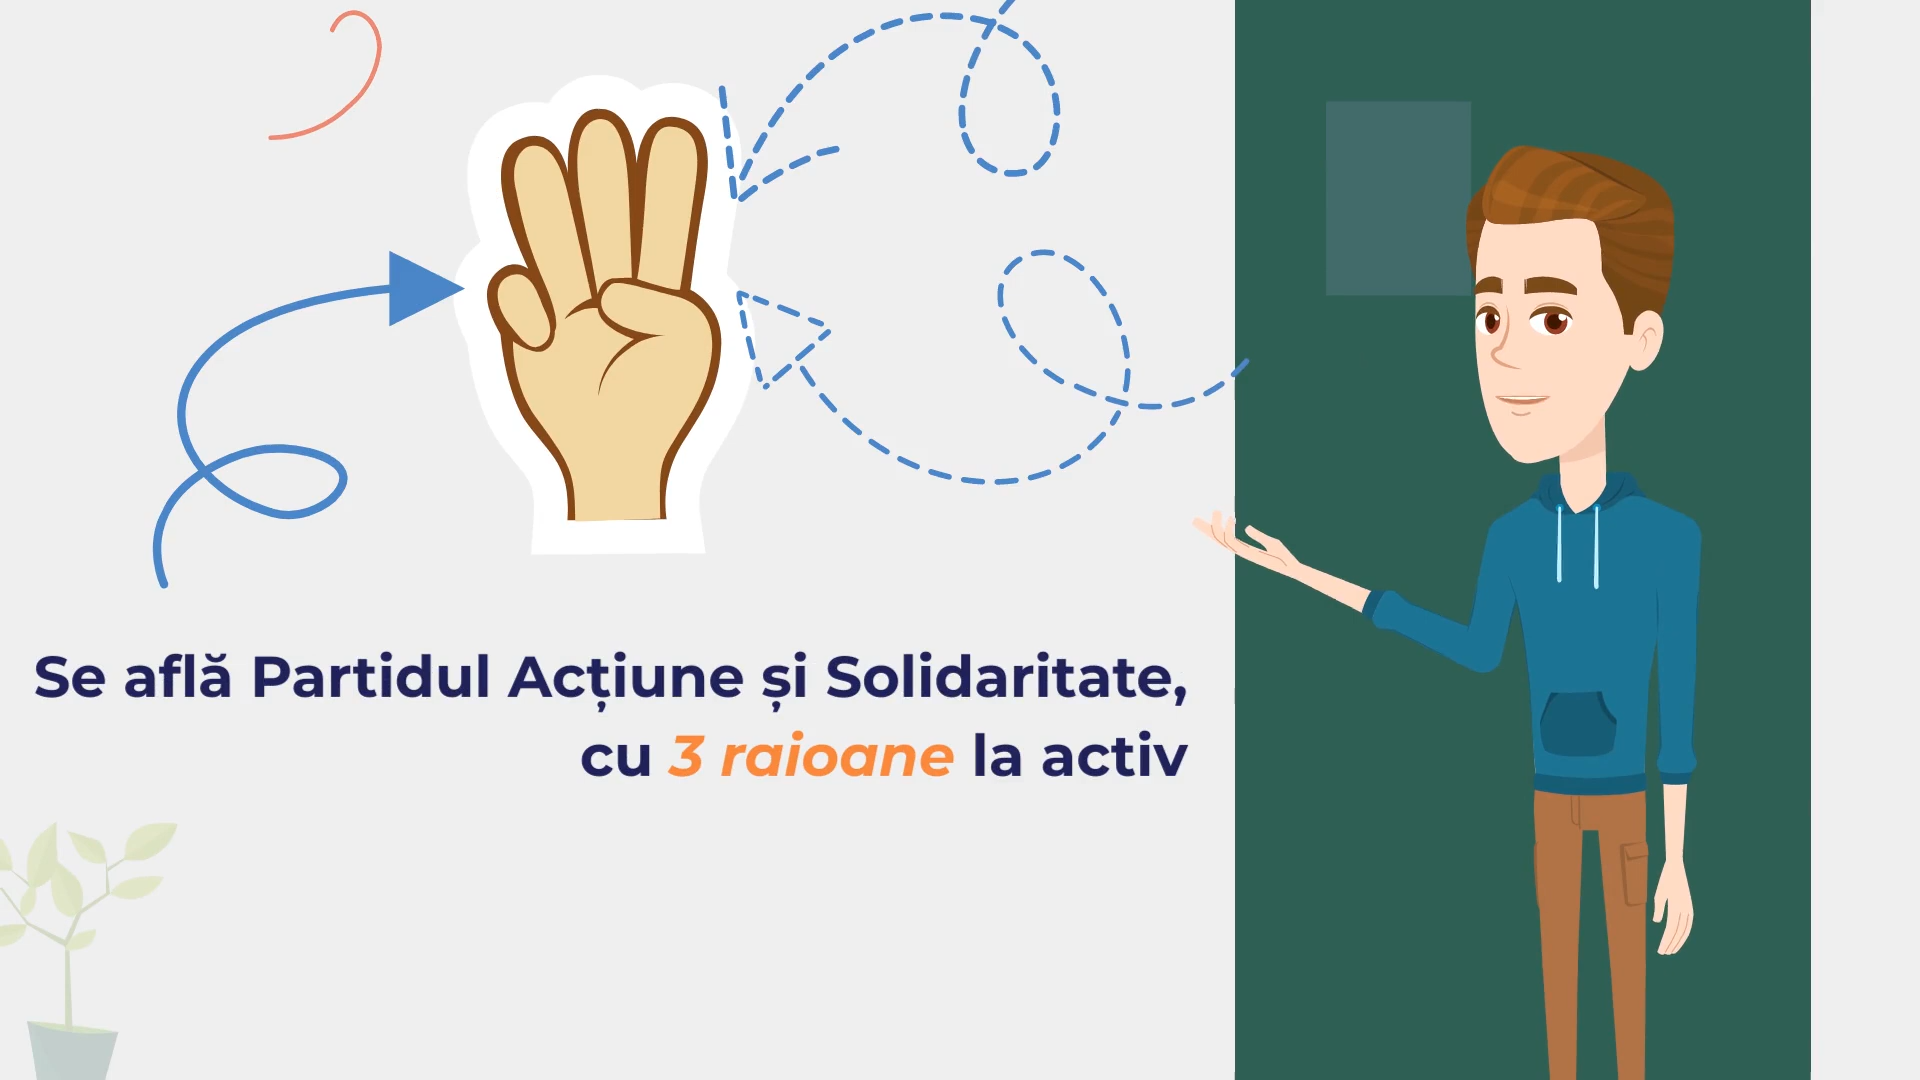 Se află Partidul Acțiune și Solidaritate,
cu 3 raioane la activ